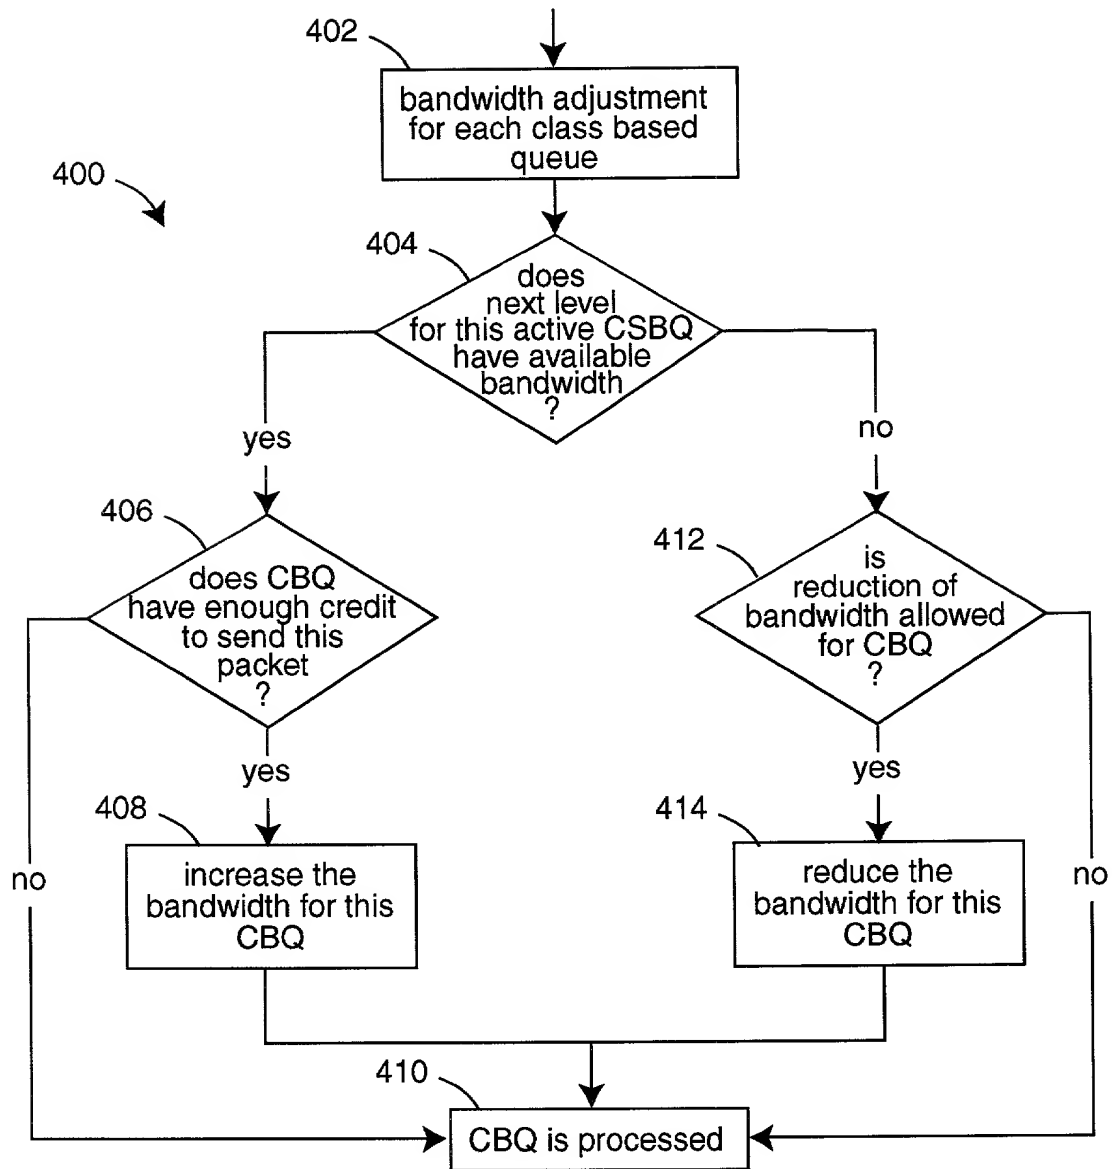 402
bandwidth adjustment
for each class based
queue
400
404
does
next level
for this active CSBQ
have available
bandwidth
?
yes
no
406
does CBQ
have enough credit
to send this
packet
?
412
is
reduction of
bandwidth allowed
for CBQ
?
yes
yes
408
increase the
bandwidth for this
CBQ
414
reduce the
bandwidth for this
CBQ
no
no
410
CBQ is processed